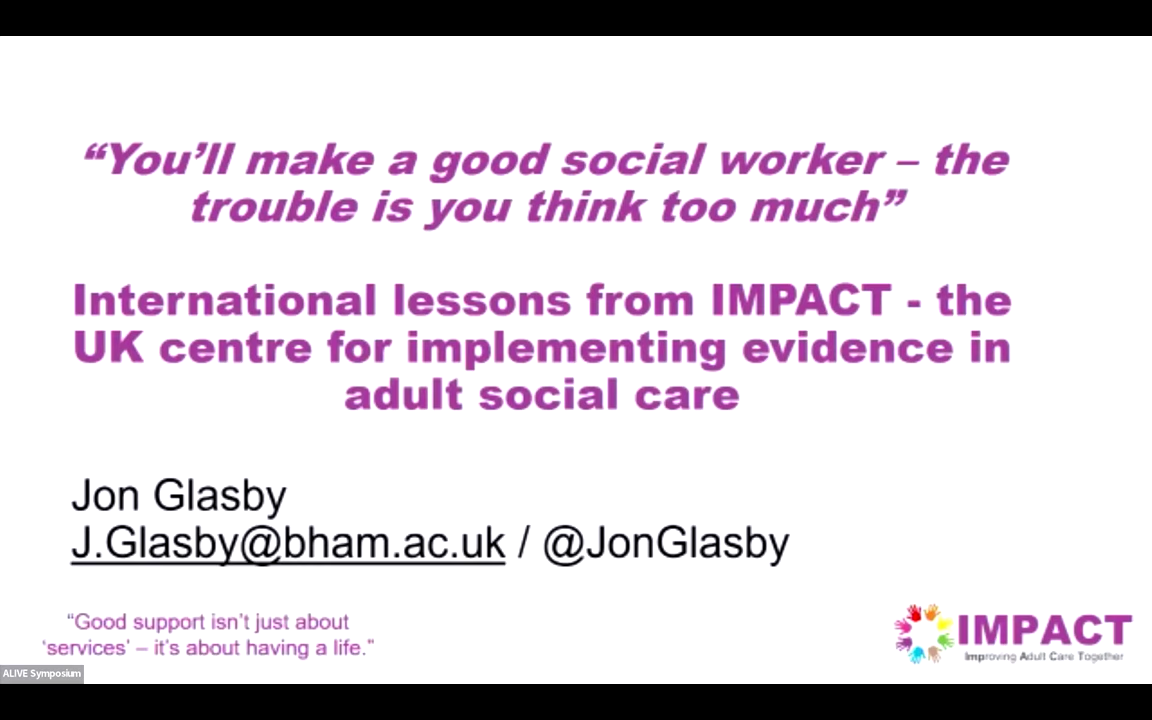 “You’ll make a good social worker – the
trouble is you think too much”
International lessons from IMPACT - the
UK centre for implementing evidence in
adult social care
Jon Glasby
J.Glasby@bham.ac.uk / @JonGlasby
“Good support isn’t just about
‘services’ – it’s about having a life.”
IMPACT
Improving Adult Care Together
ALIVE Symposium